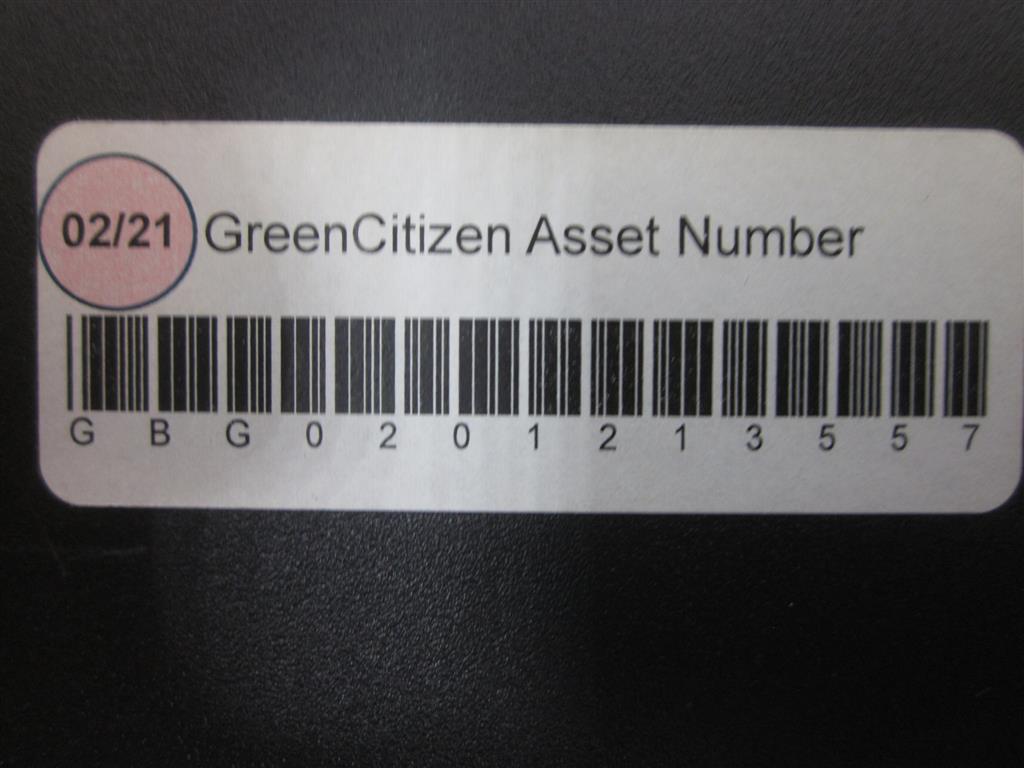 02/21 GreenCitizen Asset Number
G B G 0 2 0 1 2 1 3 5 5 7